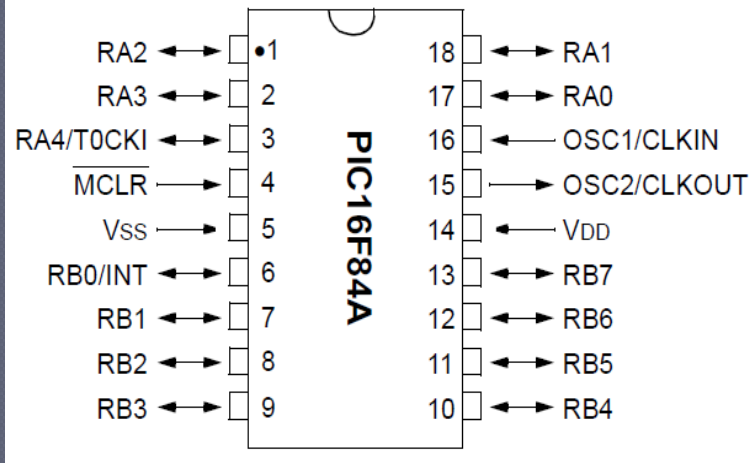 RA2 •1 18 RA1
RA3 2 17 RA0
RA4/T0CKI 3 16 OSC1/CLKIN
MCLR 4 15 OSC2/CLKOUT
VSS 5 14 VDD
RB0/INT 6 13 RB7
RB1 7 12 RB6
RB2 8 11 RB5
RB3 9 10 RB4
PIC16F84A